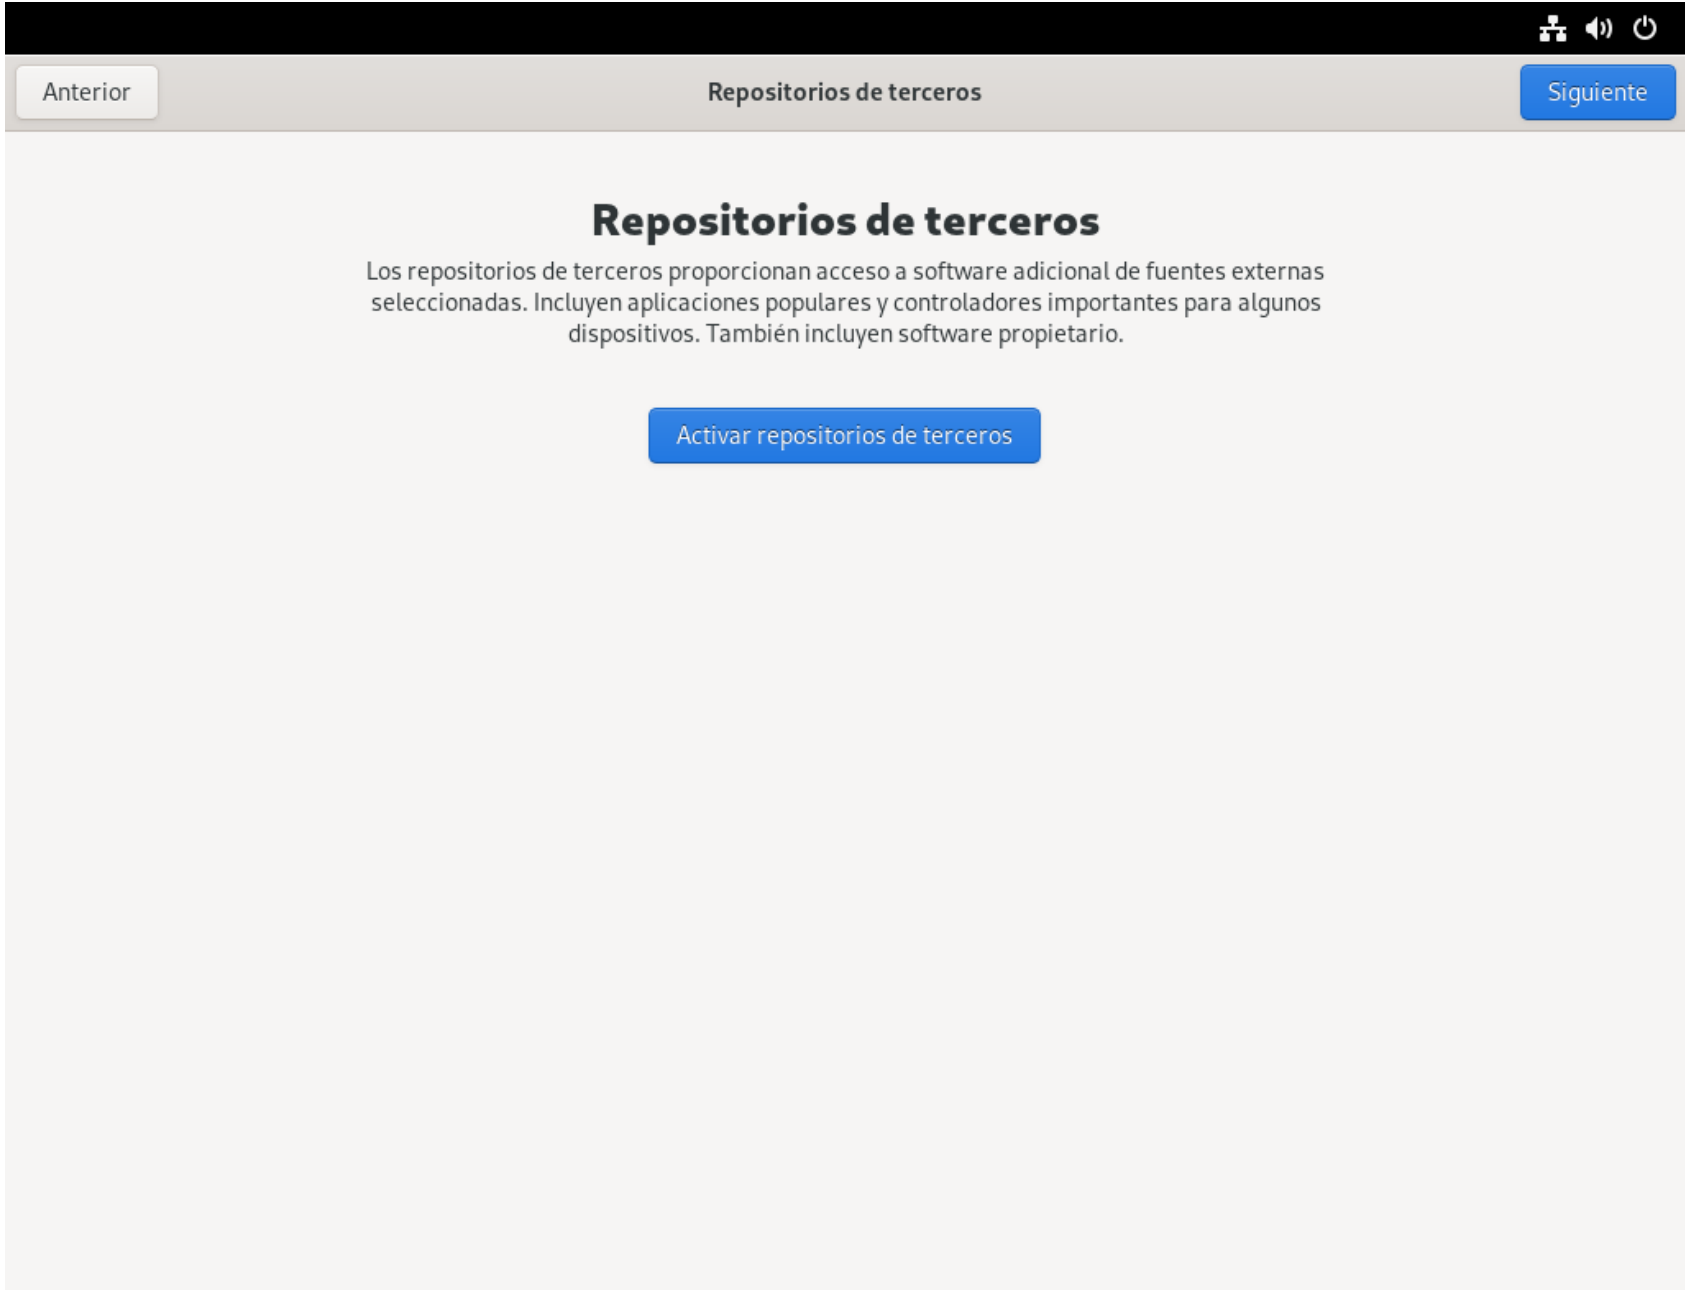 Anterior
Repositorios de terceros
Siguiente
Repositorios de terceros
Los repositorios de terceros proporcionan acceso a software adicional de fuentes externas
seleccionadas. Incluyen aplicaciones populares y controladores importantes para algunos
dispositivos. También incluyen software propietario.
Activar repositorios de terceros